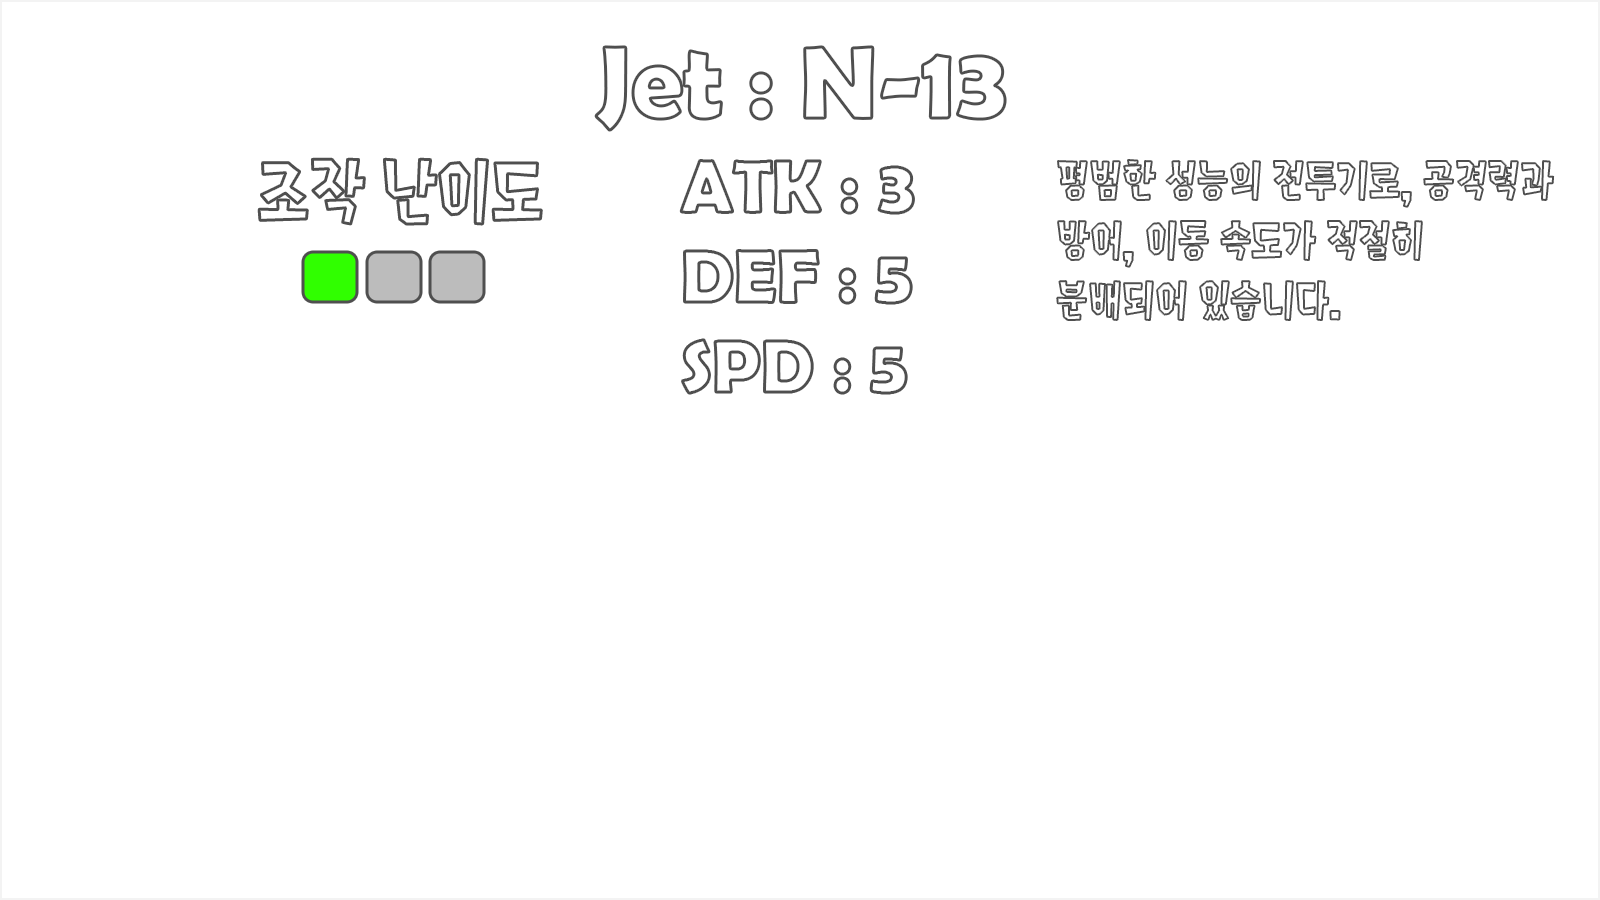 Jet : N-13
조작 난이도
ATK : 3
DEF : 5
SPD : 5
평범한 성능의 전투기로, 공격력과
방어, 이동 속도가 적절히
분배되어 있습니다.